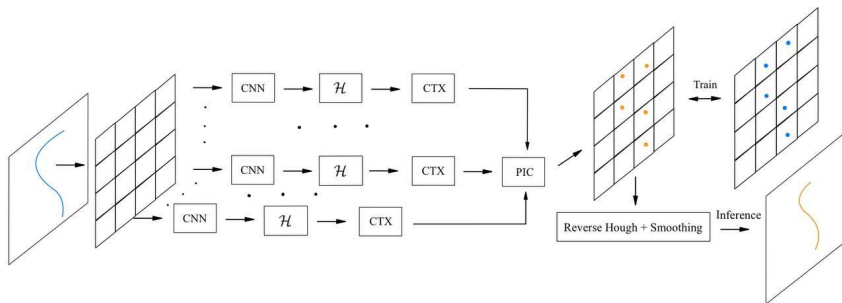 CNN
ℋ
CTX
Train
CNN
ℋ
CTX
PIC
CNN
ℋ
CTX
Reverse Hough + Smoothing
Inference